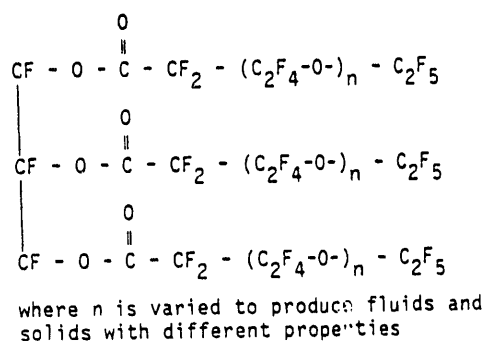 O
॥
CF - O - C - CF2 - (C2F4-O-)n - C2F5
O
॥
CF - O - C - CF2 - (C2F4-O-)n - C2F5
O
॥
CF - O - C - CF2 - (C2F4-O-)n - C2F5
where n is varied to produce fluids and
solids with different properties